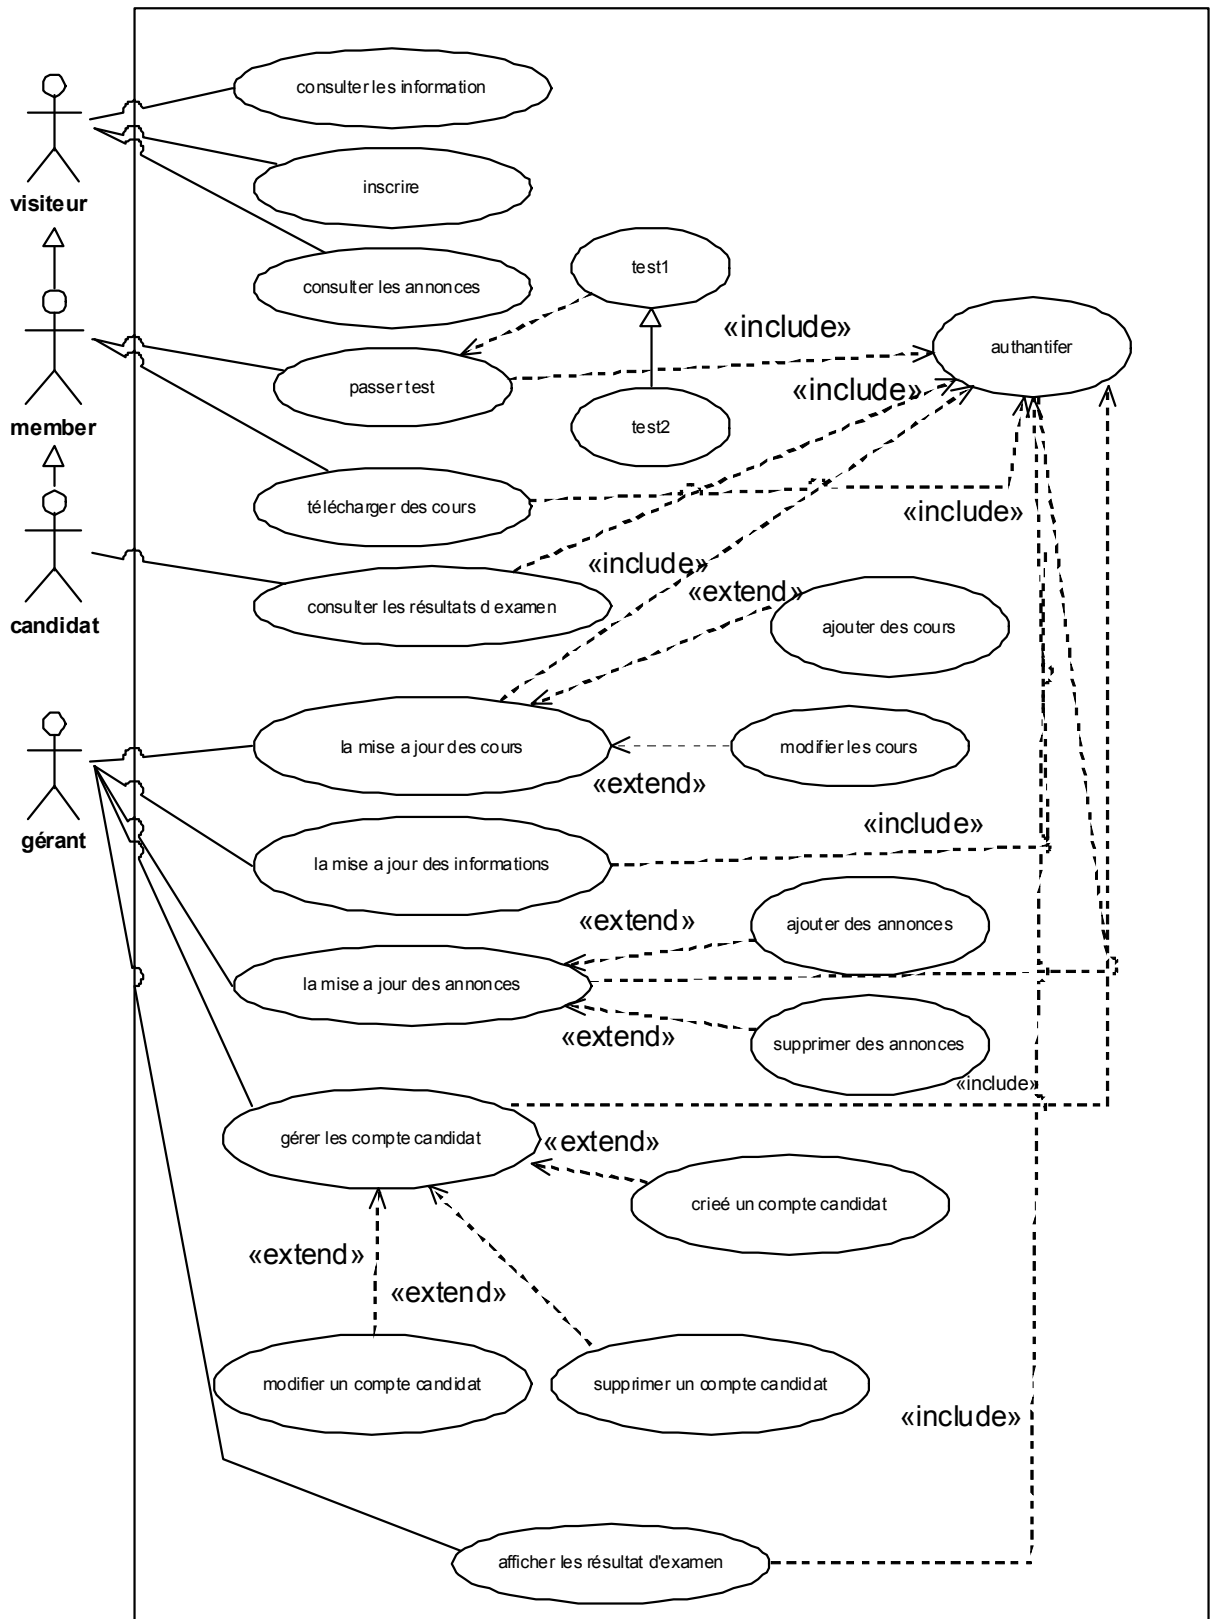 consulter les information
visiteur
inscrire
test1
consulter les annonces
«include»
authantifer
member
passer test
«include»
test2
télécharger des cours
«include»
candidat
consulter les résultats d examen
«include»
«extend»
ajouter des cours
gérant
la mise a jour des cours
modifier les cours
«extend»
«include»
la mise a jour des informations
«extend»
ajouter des annonces
la mise a jour des annonces
«extend»
supprimer des annonces
«include»
gérer les compte candidat
«extend»
crieé un compte candidat
«extend»
«extend»
modifier un compte candidat
supprimer un compte candidat
«include»
afficher les résultat d'examen